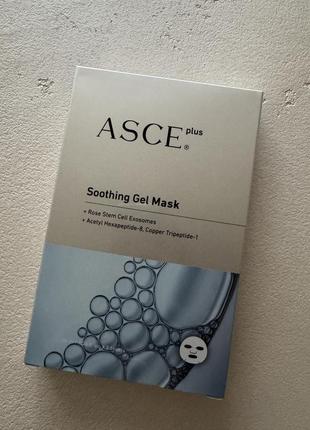 ASCE plus ®
Soothing Gel Mask
+ Rose Stem Cell Exosomes
+ Acetyl Hexapeptide-8, Copper Tripeptide-1